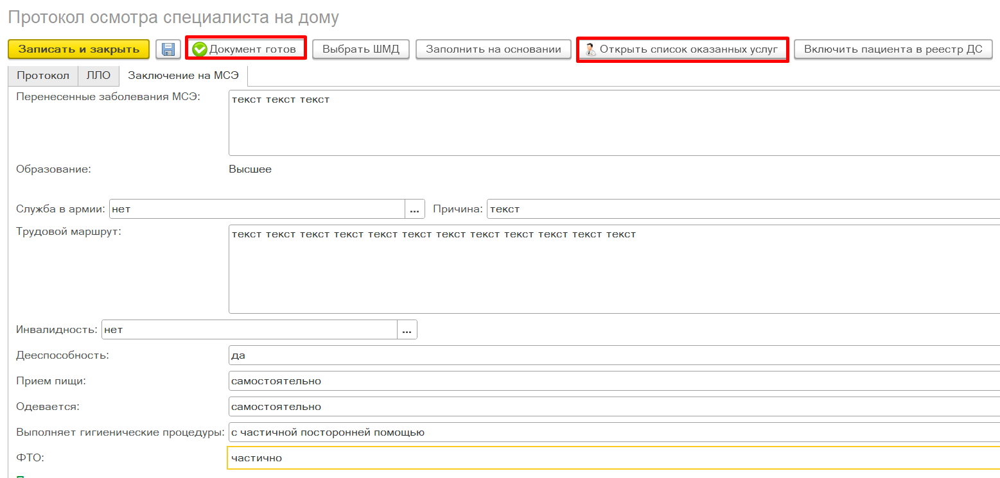 Протокол осмотра специалиста на дому
Записать и закрыть Документ готов Выбрать ШМД Заполнить на основании Открыть список оказанных услуг Включить пациента в реестр ДС
Протокол ЛЛО Заключение на МСЭ
Перенесенные заболевания МСЭ: текст текст текст
Образование: Высшее
Служба в армии: нет ... Причина: текст
Трудовой маршрут: текст текст текст текст текст текст текст текст текст текст текст текст
Инвалидность: нет ...
Дееспособность: да
Прием пищи: самостоятельно
Одевается: самостоятельно
Выполняет гигиенические процедуры: с частичной посторонней помощью
ФТО: частично